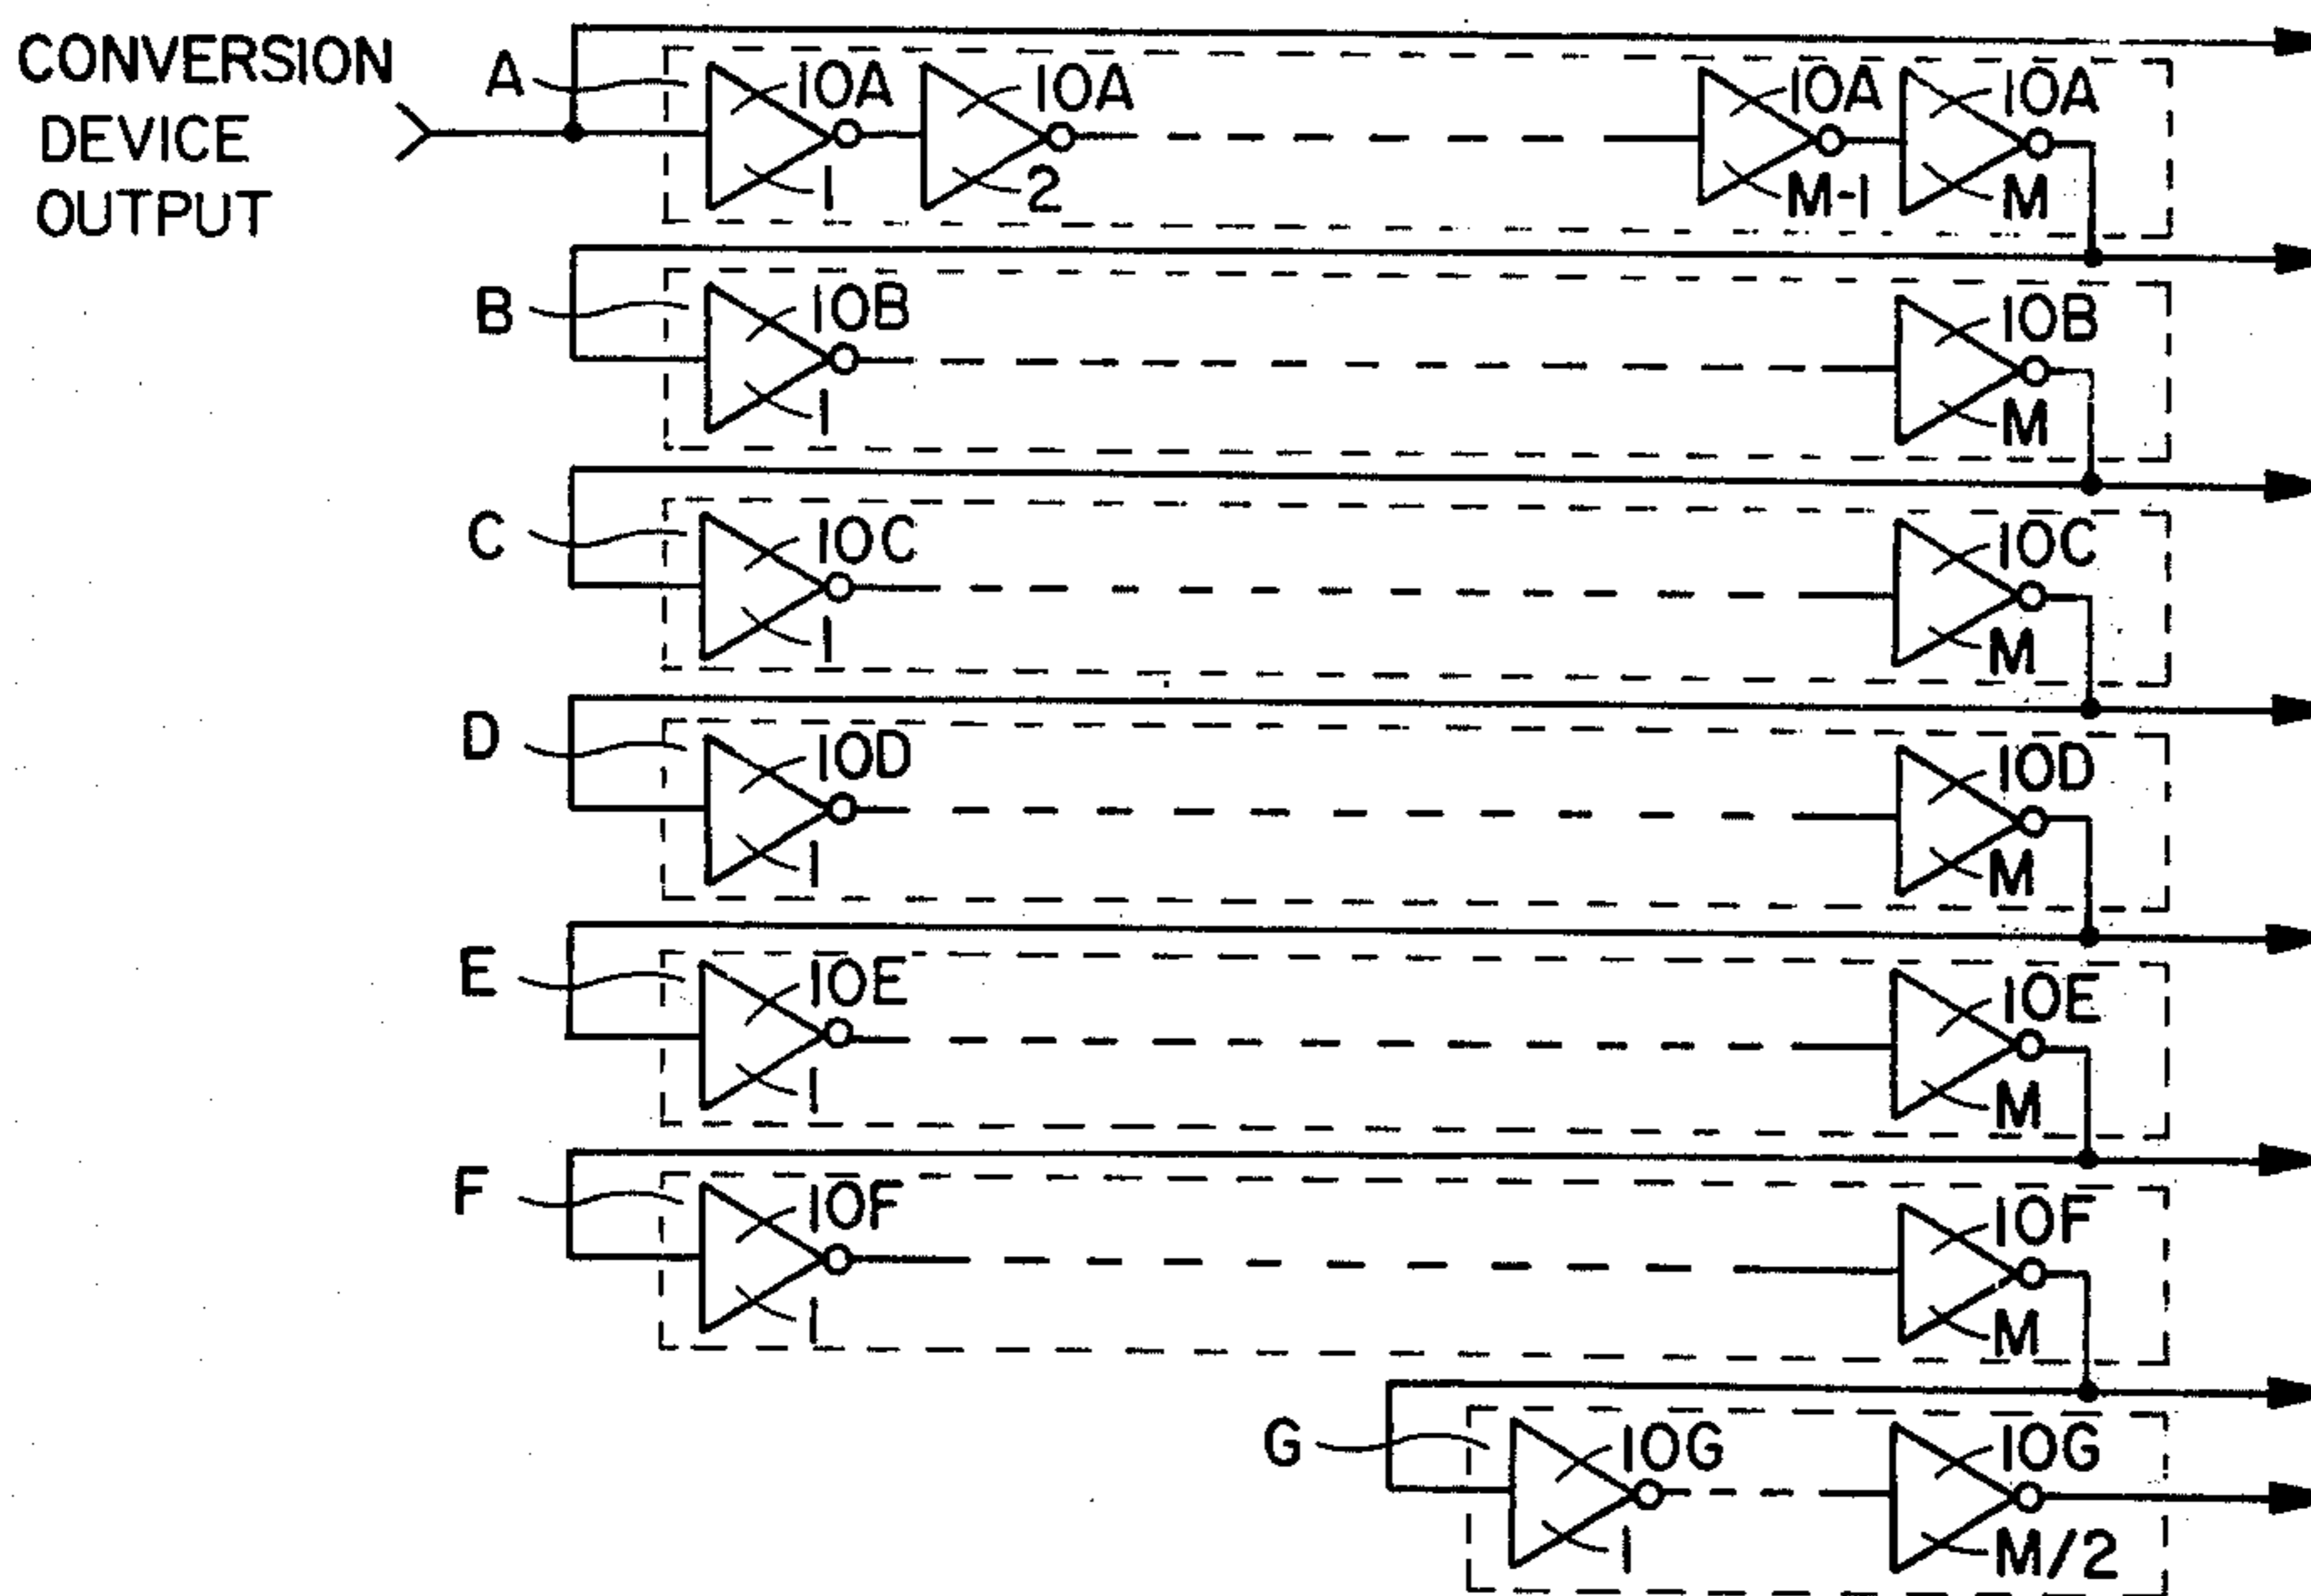 CONVERSION
DEVICE
OUTPUT
A 10A 10A 10A 10A
1 2 M-1 M
B 10B 10B
1 M
C 10C 10C
1 M
D 10D 10D
1 M
E 10E 10E
1 M
F 10F 10F
1 M
G 10G 10G
1 M/2